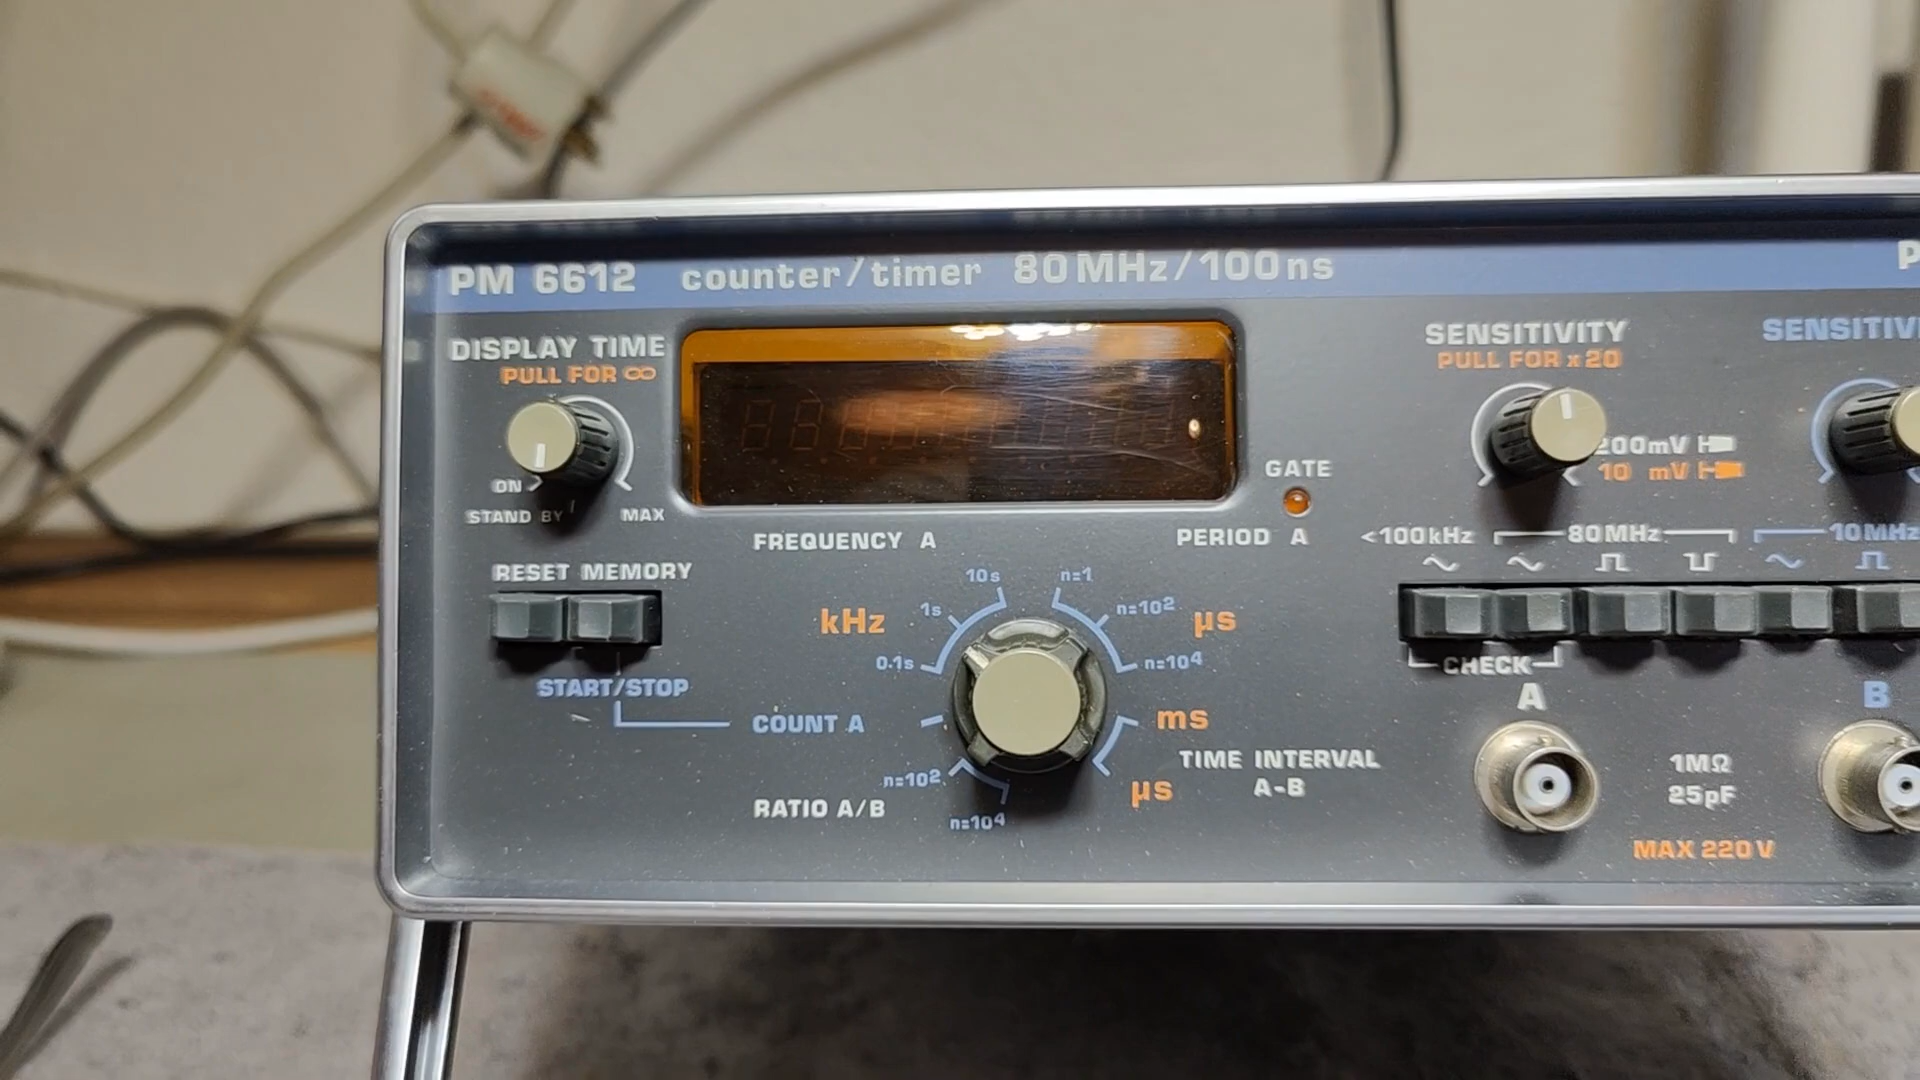 PM 6612 counter/timer 80MHz/100ns P
DISPLAY TIME
PULL FOR ∞
ON
STAND BY
MAX
RESET MEMORY
START/STOP
COUNT A
FREQUENCY A
PERIOD A
GATE
10s
1s
0.1s
kHz
n=1
n=10²
n=10⁴
µs
ms
µs
TIME INTERVAL
A-B
n=10²
n=10⁴
RATIO A/B
SENSITIVITY
PULL FOR x20
200mV
10 mV
<100kHz
80MHz
CHECK
A
1MΩ
25pF
MAX 220V
SENSITIV
10MHz
B